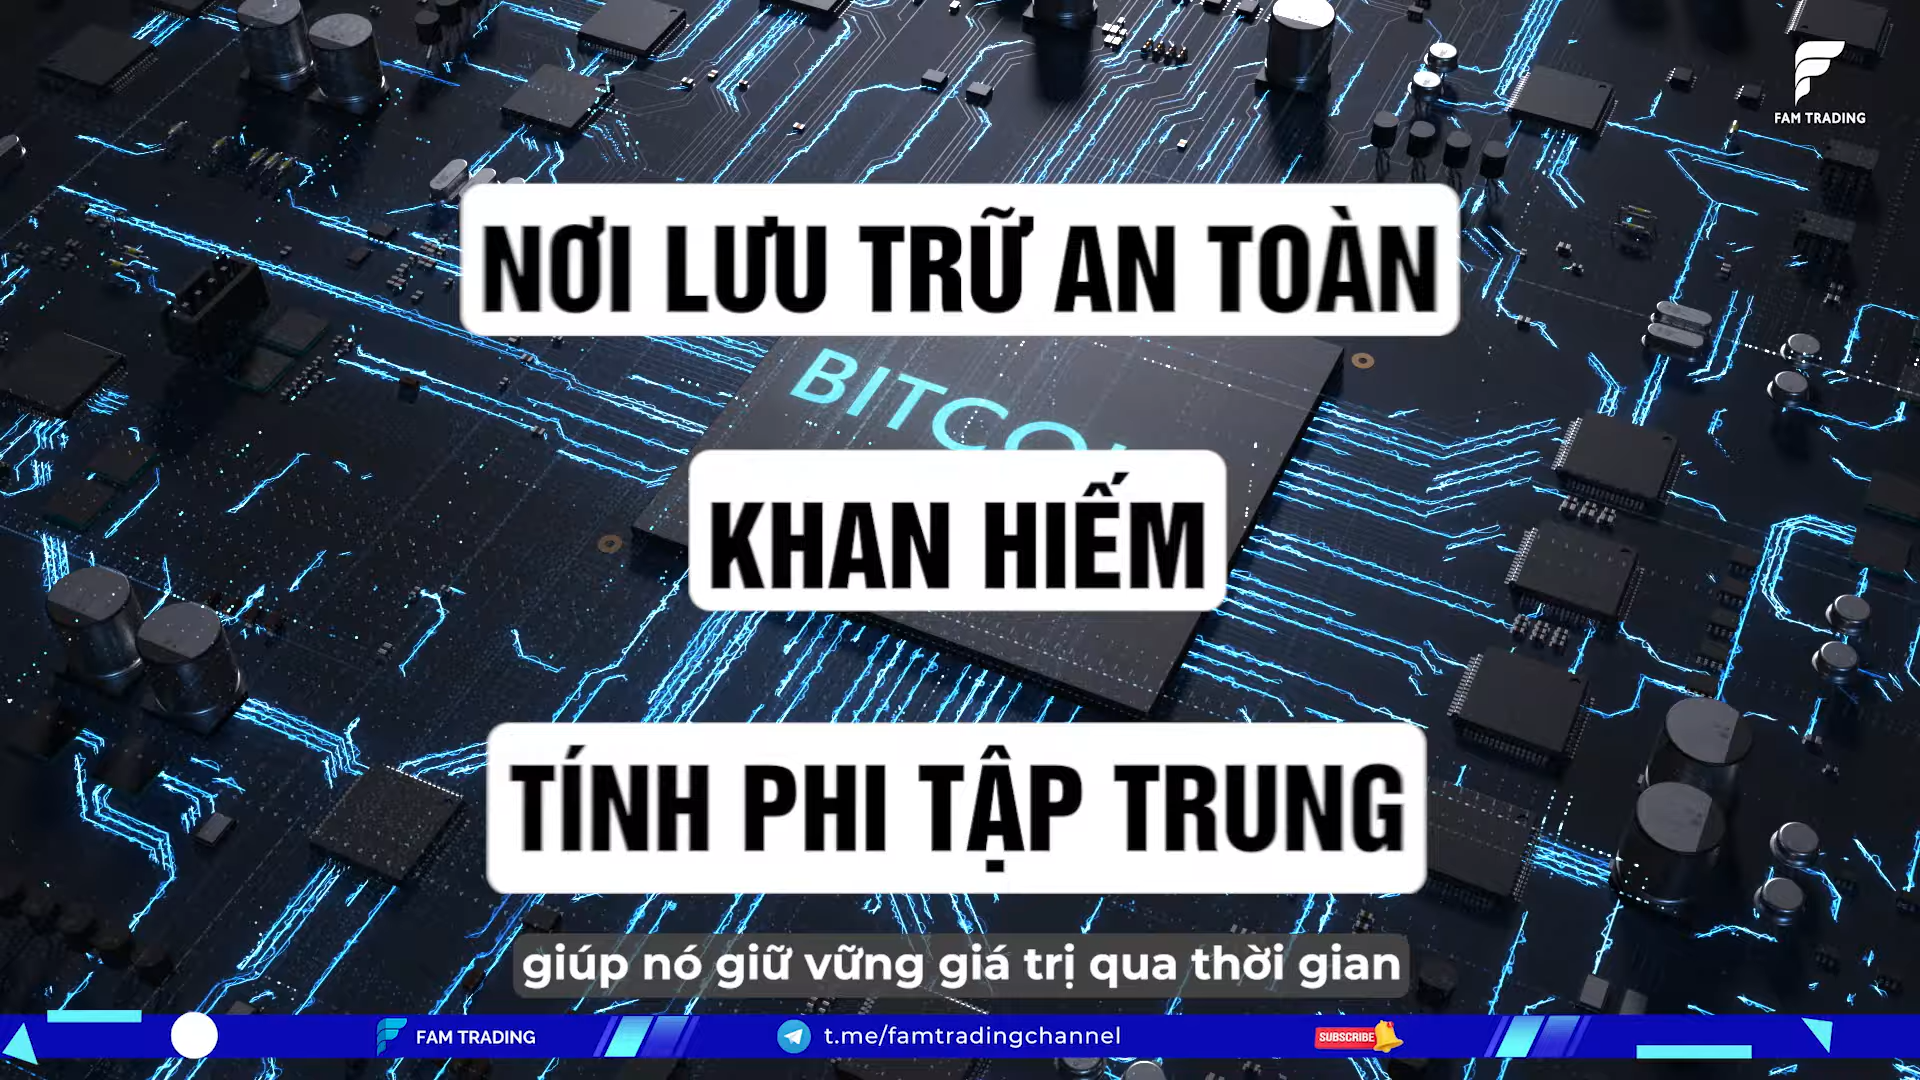 FAM TRADING
NƠI LƯU TRỮ AN TOÀN
KHAN HIẾM
TÍNH PHI TẬP TRUNG
giúp nó giữ vững giá trị qua thời gian
FAM TRADING
t.me/famtradingchannel
SUBSCRIBE